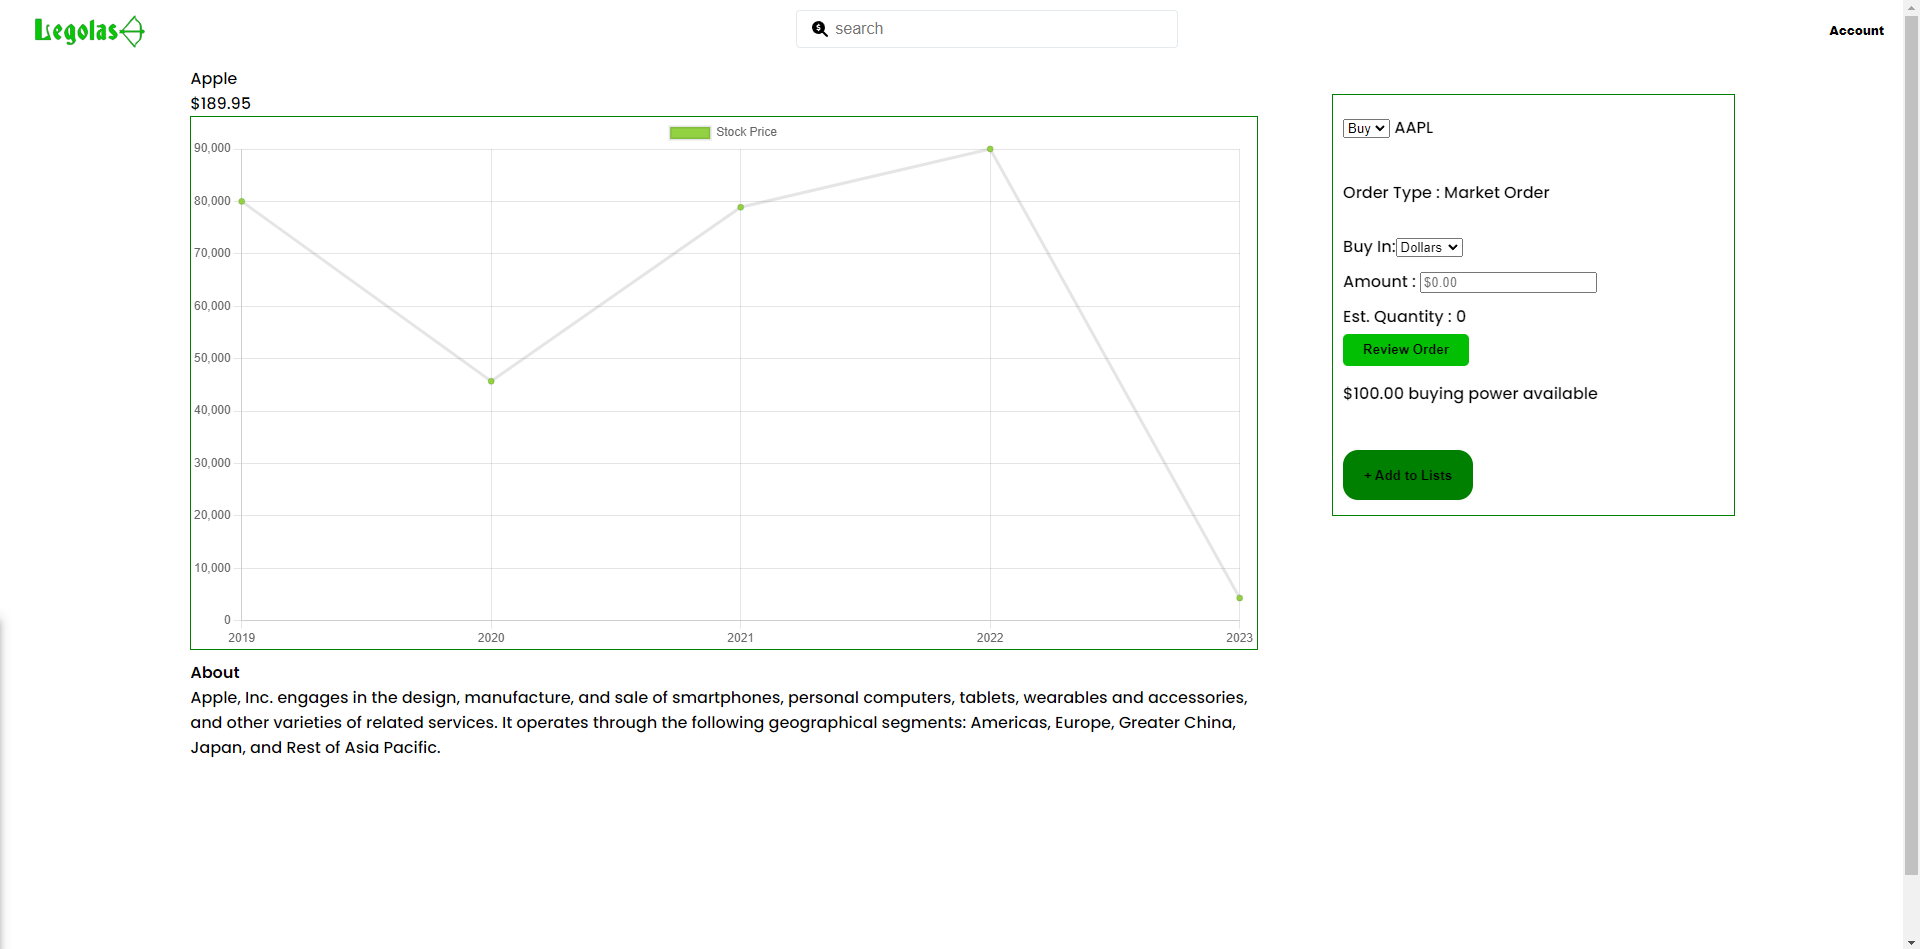 Legolas
search
Account
Apple
$189.95
Stock Price
90,000
80,000
70,000
60,000
50,000
40,000
30,000
20,000
10,000
0
2019 2020 2021 2022 2023
About
Apple, Inc. engages in the design, manufacture, and sale of smartphones, personal computers, tablets, wearables and accessories,
and other varieties of related services. It operates through the following geographical segments: Americas, Europe, Greater China,
Japan, and Rest of Asia Pacific.
Buy AAPL
Order Type : Market Order
Buy In: Dollars
Amount : $0.00
Est. Quantity : 0
Review Order
$100.00 buying power available
+ Add to Lists